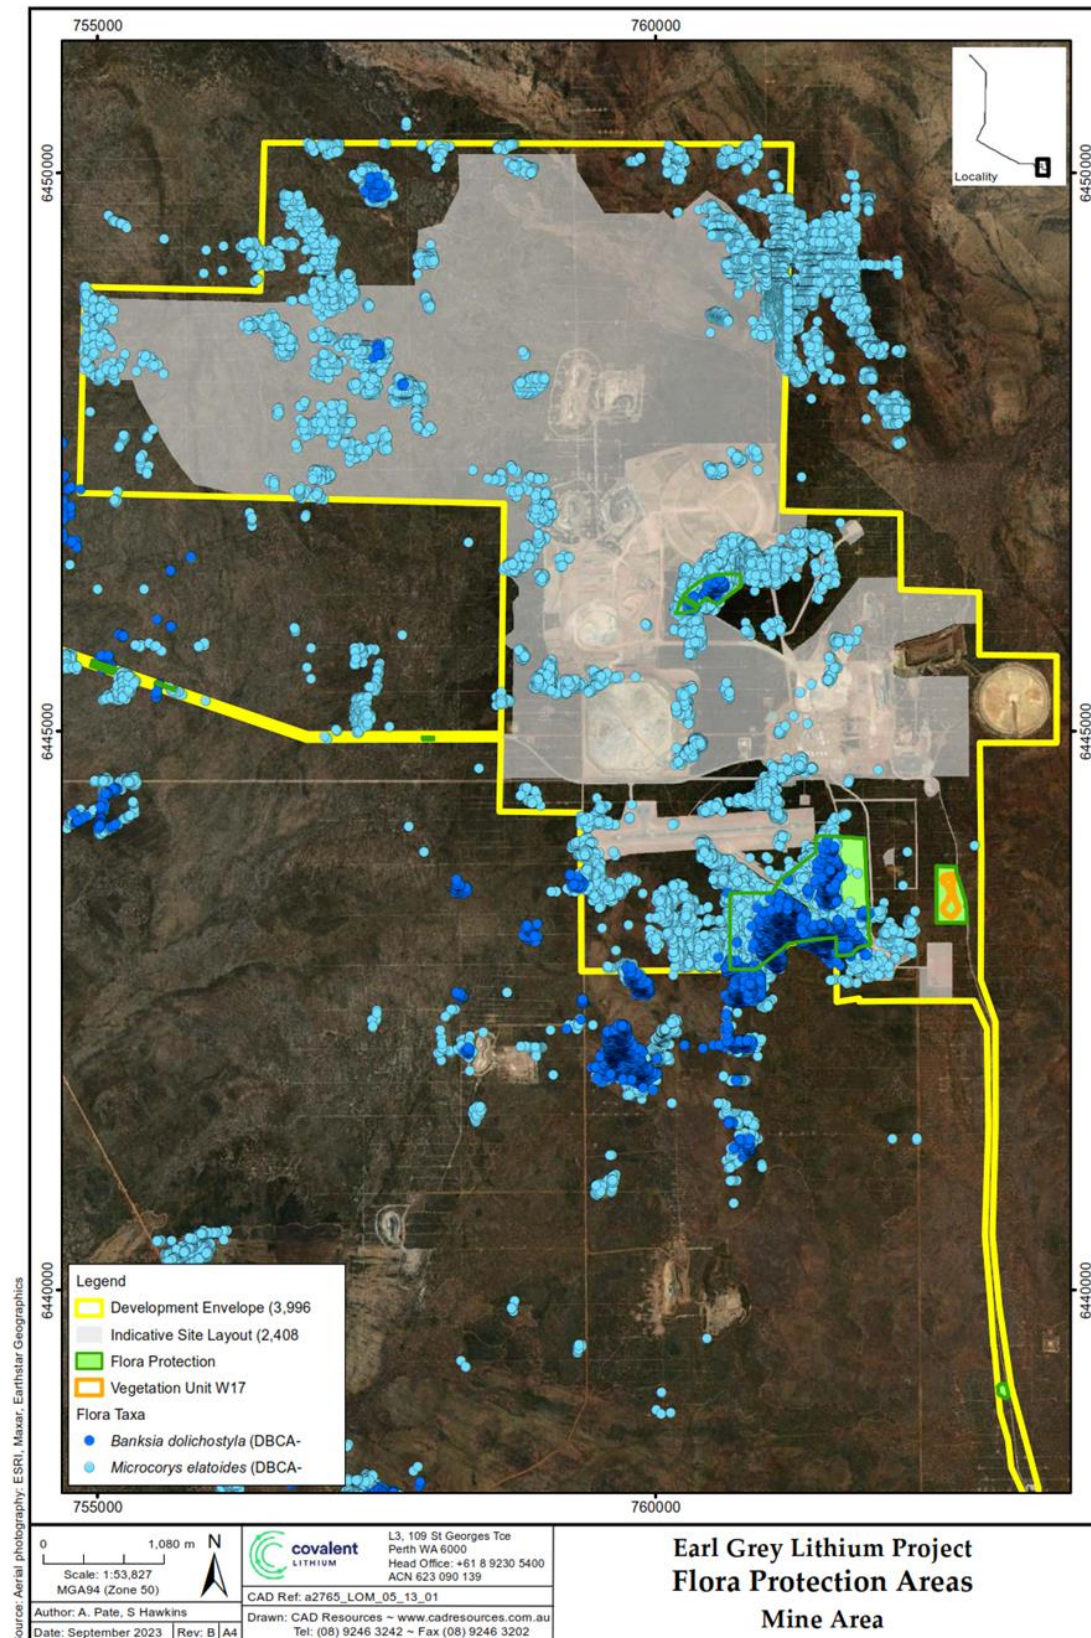 755000
760000
6450000
6450000
Locality
6445000
6445000
6440000
6440000
Legend
Development Envelope (3,996
Indicative Site Layout (2,408
Flora Protection
Vegetation Unit W17
Flora Taxa
Banksia dolichostyla (DBCA-
Microcorys elatoides (DBCA-
755000
760000
Source: Aerial photography: ESRI, Maxar, Earthstar Geographics
0 1,080 m N
Scale: 1:53,827
MGA94 (Zone 50)
Author: A. Pate, S Hawkins
Date: September 2023 Rev: B A4
covalent
LITHIUM
L3, 109 St Georges Tce
Perth WA 6000
Head Office: +61 8 9230 5400
ACN 623 090 139
CAD Ref: a2765_LOM_05_13_01
Drawn: CAD Resources ~ www.cadresources.com.au
Tel: (08) 9246 3242 ~ Fax (08) 9246 3202
Earl Grey Lithium Project
Flora Protection Areas
Mine Area